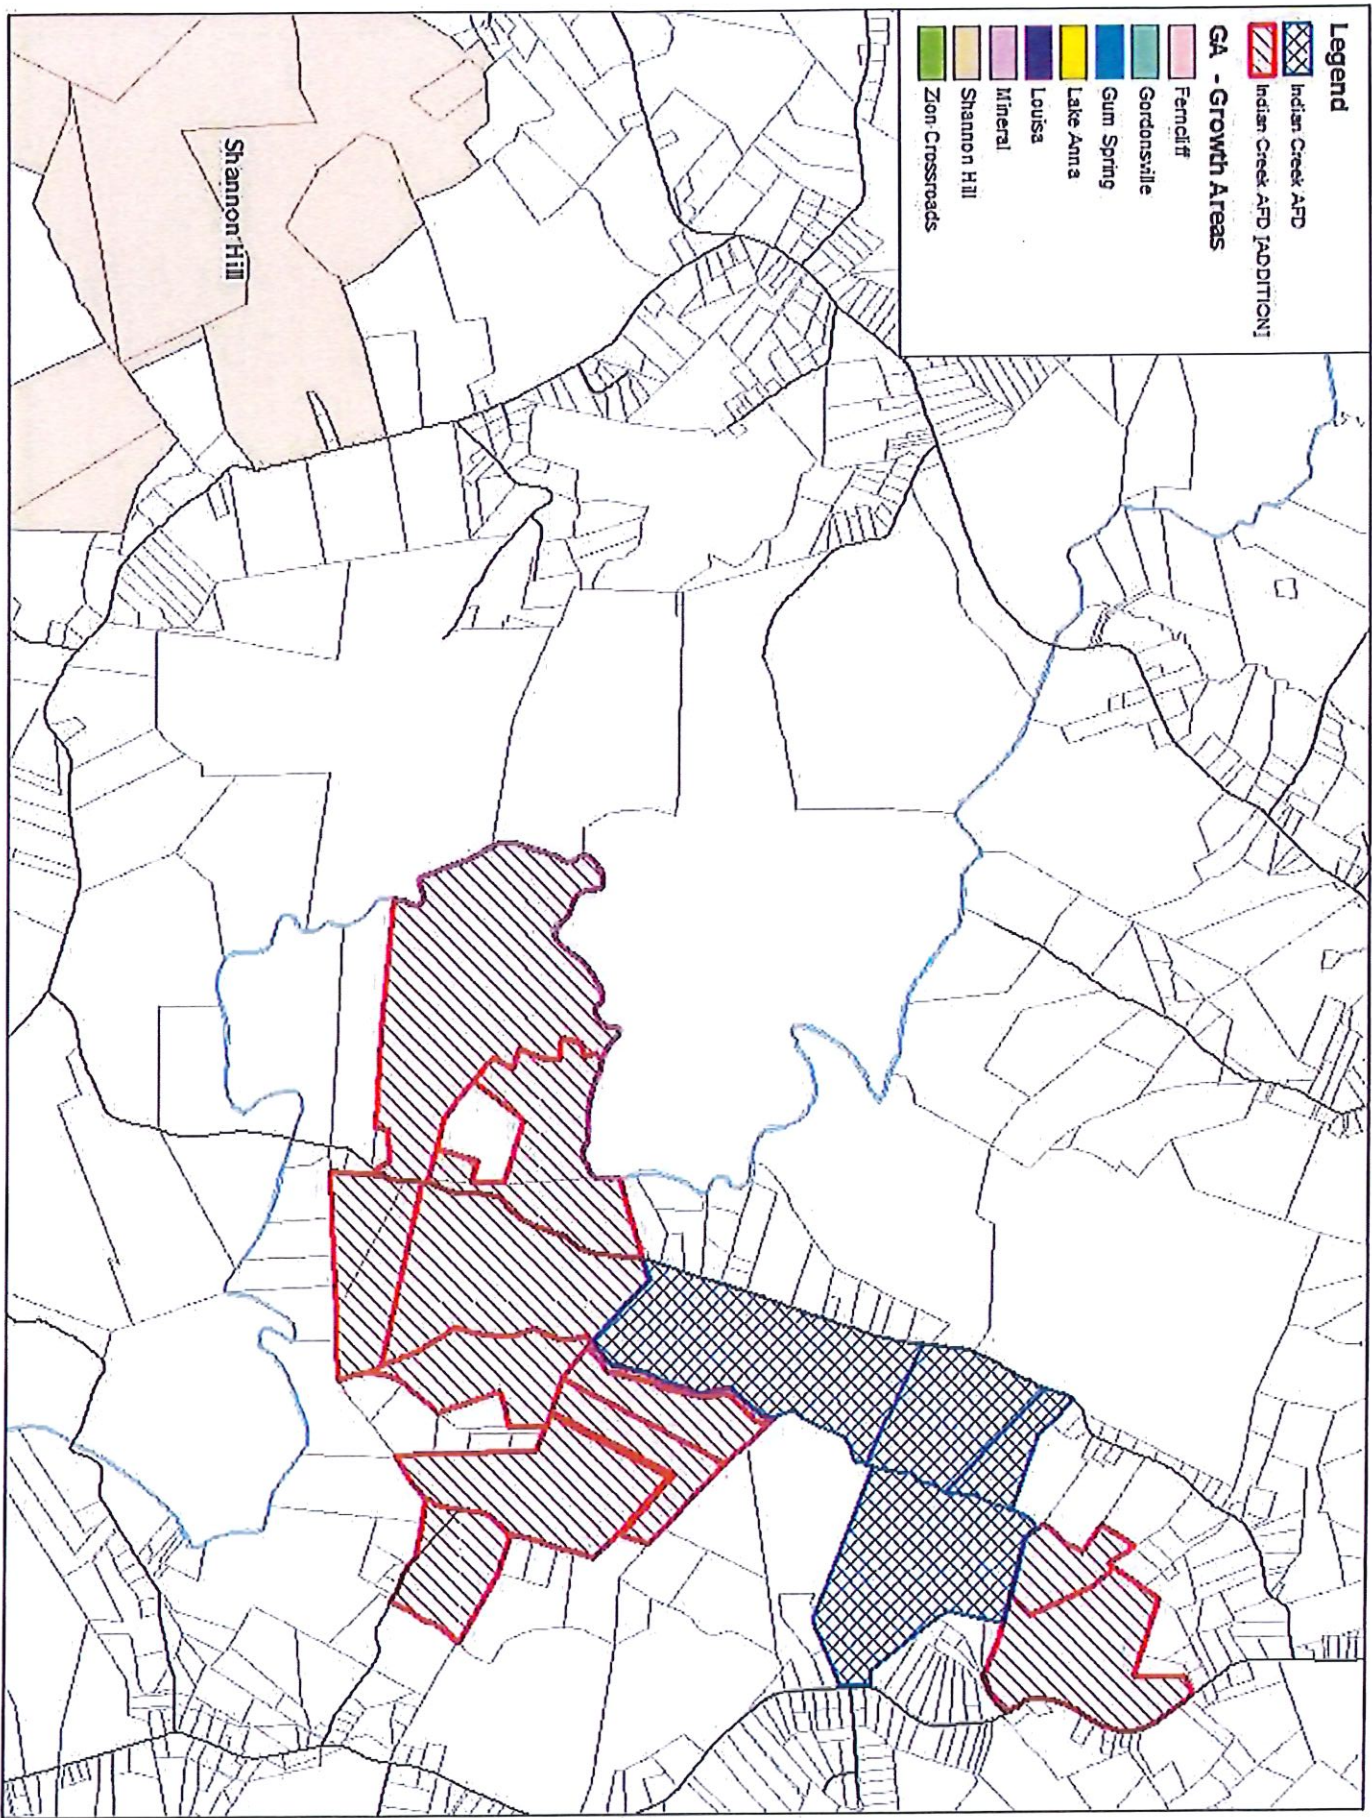 Legend
Indian Creek AFD
Indian Creek AFD [ADDITION]
GA - Growth Areas
Ferncliff
Gordonsville
Gum Spring
Lake Anna
Louisa
Mineral
Shannon Hill
Zion Crossroads
Shannon Hill